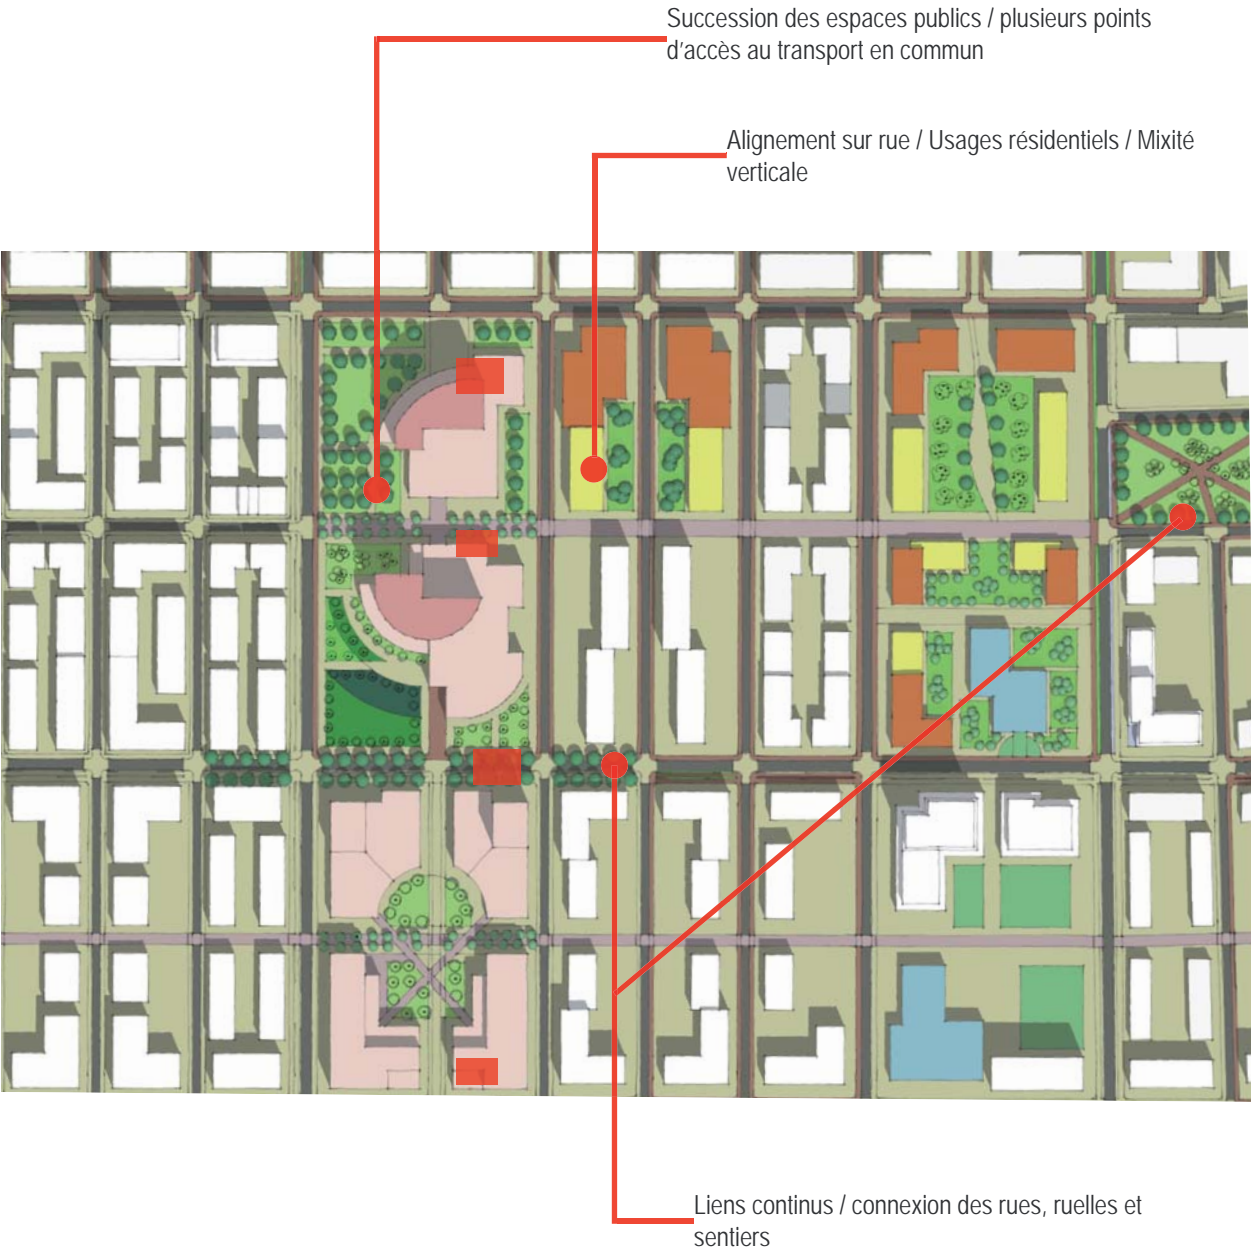 Succession des espaces publics / plusieurs points
d'accès au transport en commun
Alignement sur rue / Usages résidentiels / Mixité
verticale
Liens continus / connexion des rues, ruelles et
sentiers